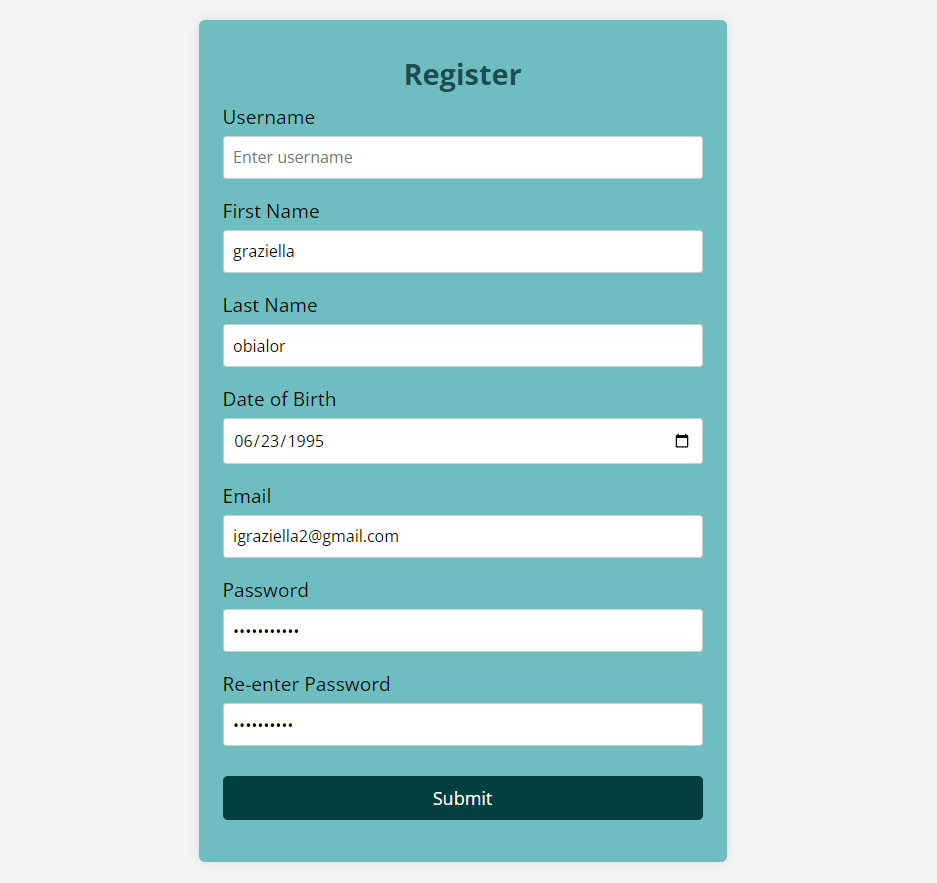 Register
Username
Enter username
First Name
graziella
Last Name
obialor
Date of Birth
06/23/1995
Email
igraziella2@gmail.com
Password
•••••••••••
Re-enter Password
••••••••••
Submit